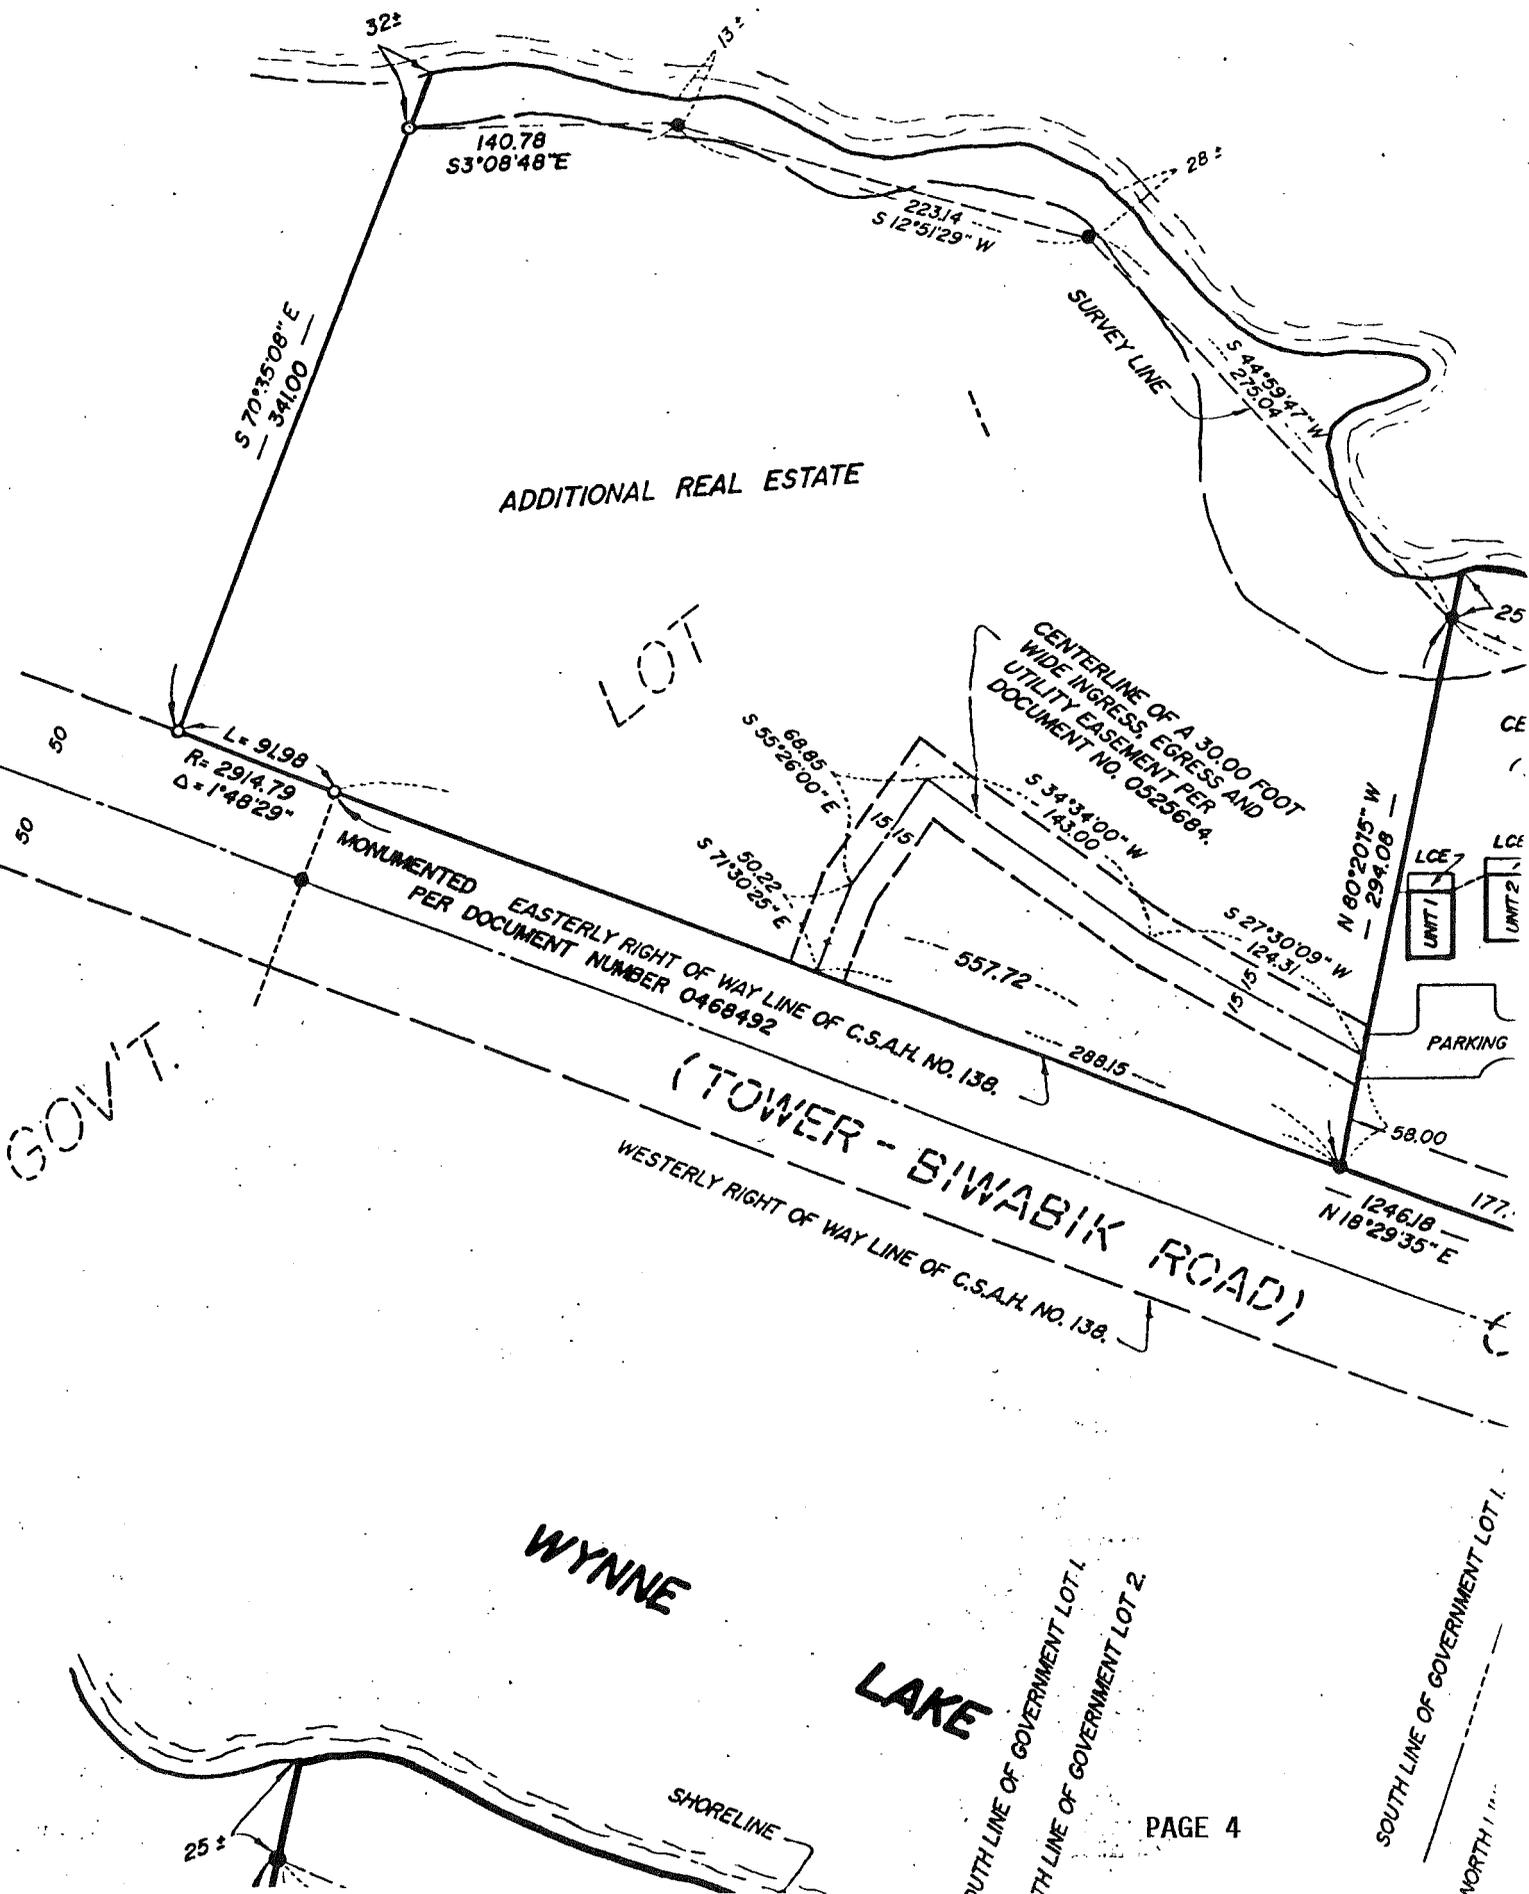 32±
13±
28±
140.78
S3°08'48"E
223.14
S 12°51'29" W
SURVEY LINE
S 44°59'47" W
275.04
S 70°35'08" E
341.00
ADDITIONAL REAL ESTATE
25
LOT
CENTERLINE OF A 30.00 FOOT
WIDE INGRESS, EGRESS AND
UTILITY EASEMENT PER
DOCUMENT NO. 0525684.
50
L= 91.98
R= 2914.79
Δ = 1°48'29"
50
68.85
S 55°26'00" E
15 15
S 34°34'00" W
143.00
50.22
S 71°30'25" E
N 80°20'15" W
294.08
LCE
LCE
UNIT 1
UNIT 2
CE
MONUMENTED EASTERLY RIGHT OF WAY LINE OF C.S.A.H. NO. 138.
PER DOCUMENT NUMBER 0468492
557.72
288.15
S 27°30'09" W
124.31
15 15
PARKING
58.00
GOV'T.
(TOWER - BIWABIK ROAD)
WESTERLY RIGHT OF WAY LINE OF C.S.A.H. NO. 138.
1246.18
N 18°29'35" E
177.
WYNNE
LAKE
SHORELINE
25±
OUTH LINE OF GOVERNMENT LOT 1.
TH LINE OF GOVERNMENT LOT 2.
SOUTH LINE OF GOVERNMENT LOT 1.
NORTH
PAGE 4